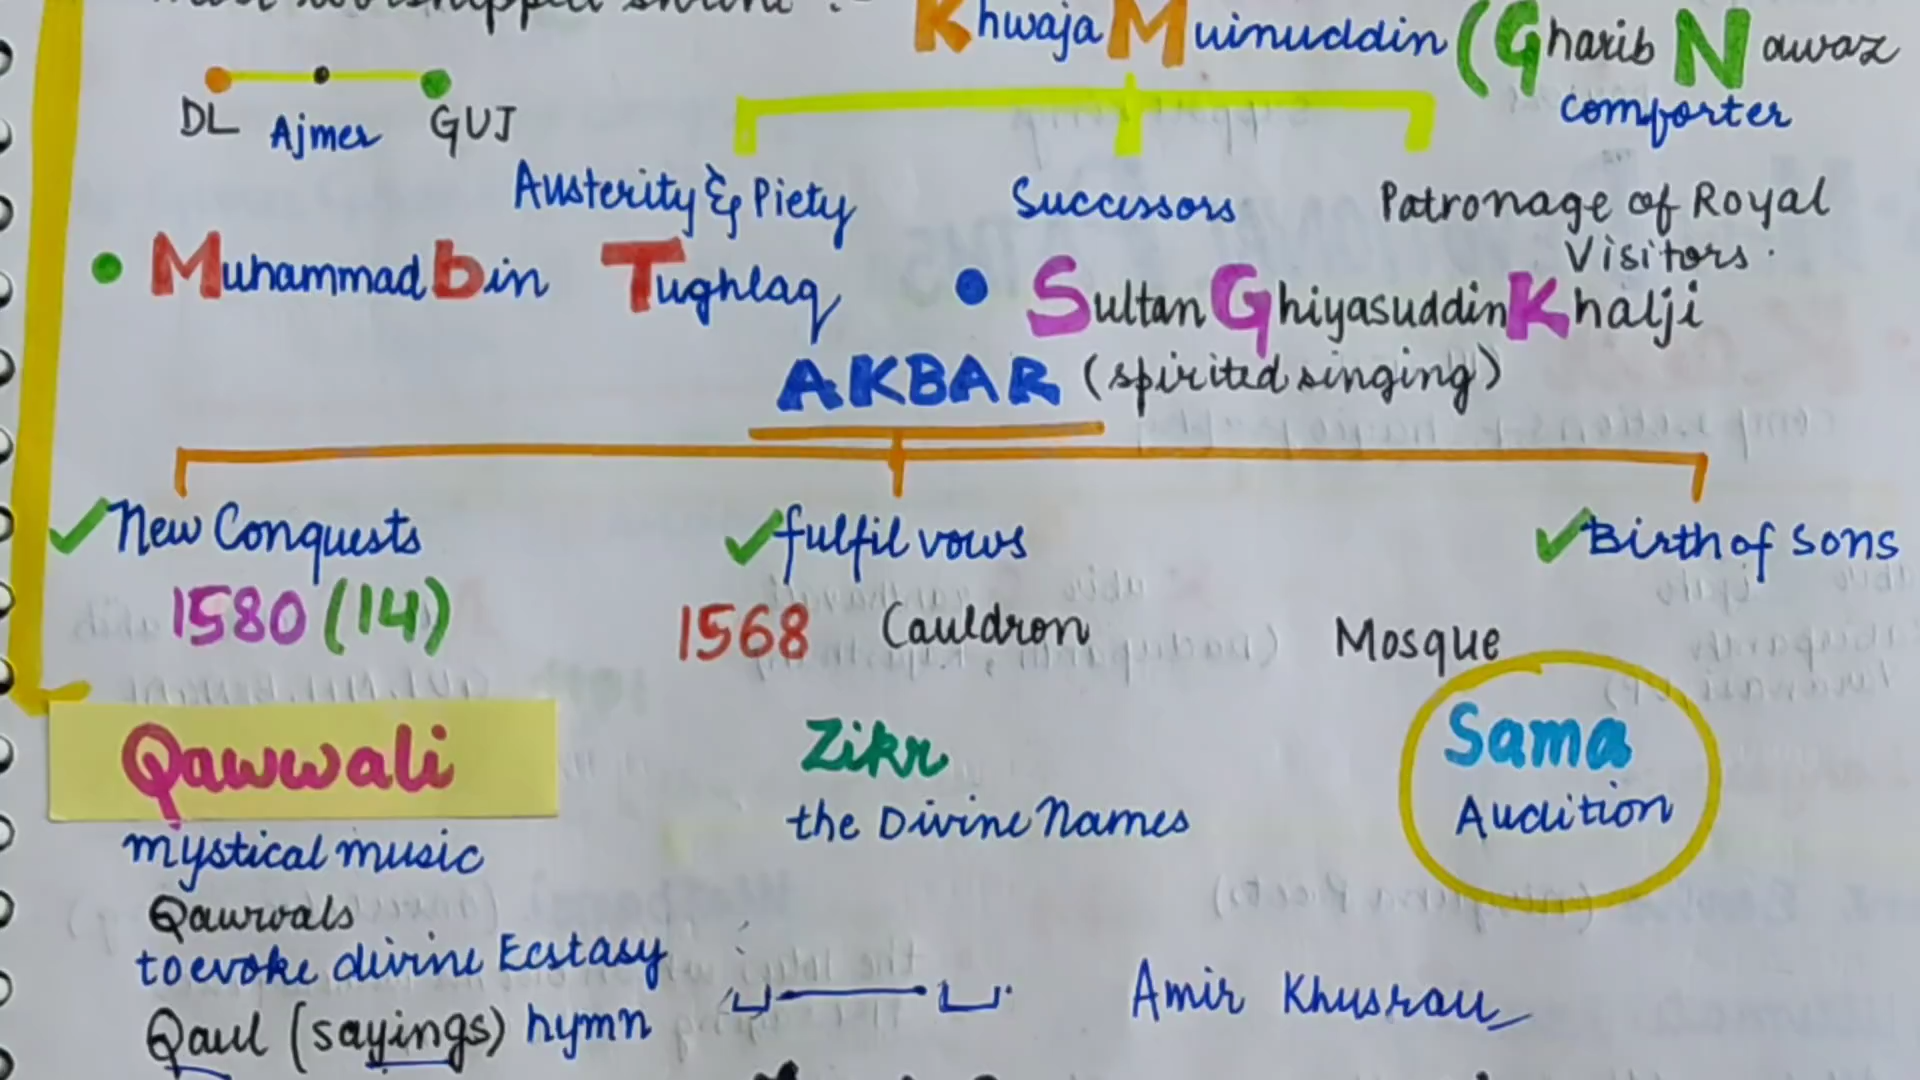 Khwaja Muinuddin (Gharib Nawaz
comforter
DL Ajmer GUJ
Austerity & Piety Successors Patronage of Royal
Visitors.
Muhammad bin Tughlaq Sultan Ghiyasuddin Khalji
AKBAR (spirited singing)
New Conquests fulfil vows Birth of sons
1580 (14) 1568 Cauldron Mosque
Qawwali Zikr Sama
the Divine Names Audition
mystical music
Qawwals
to evoke divine Ecstasy
Qaul (sayings) hymn Amir Khusrau